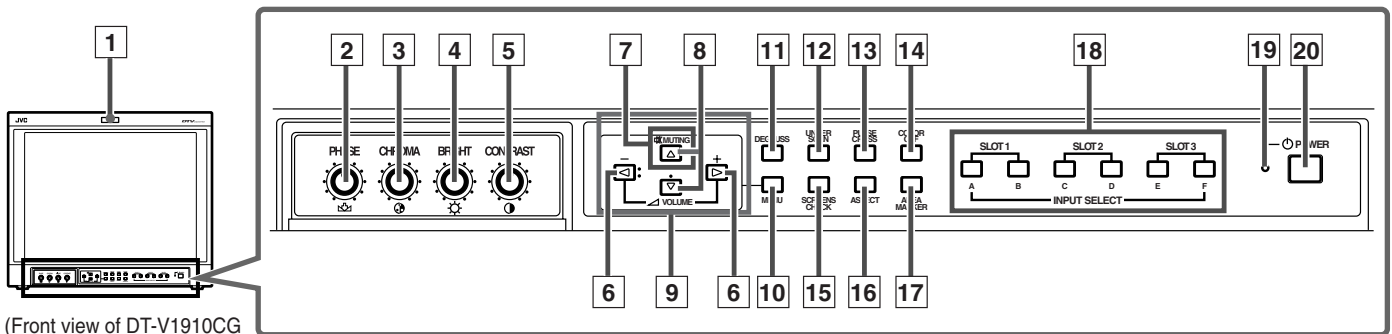 1
2
3
4
5
7
8
11
12
13
14
18
19
20
JVC
DTV
PHASE
CHROMA
BRIGHT
CONTRAST
MUTING
−
+
VOLUME
DEGAUSS
UNDER SCAN
PULSE CROSS
COLOR OFF
MENU
SCREENS CHECK
ASPECT
AREA MARKER
SLOT 1
SLOT 2
SLOT 3
A B C D E F
INPUT SELECT
POWER
6
9
6
10
15
16
17
(Front view of DT-V1910CG